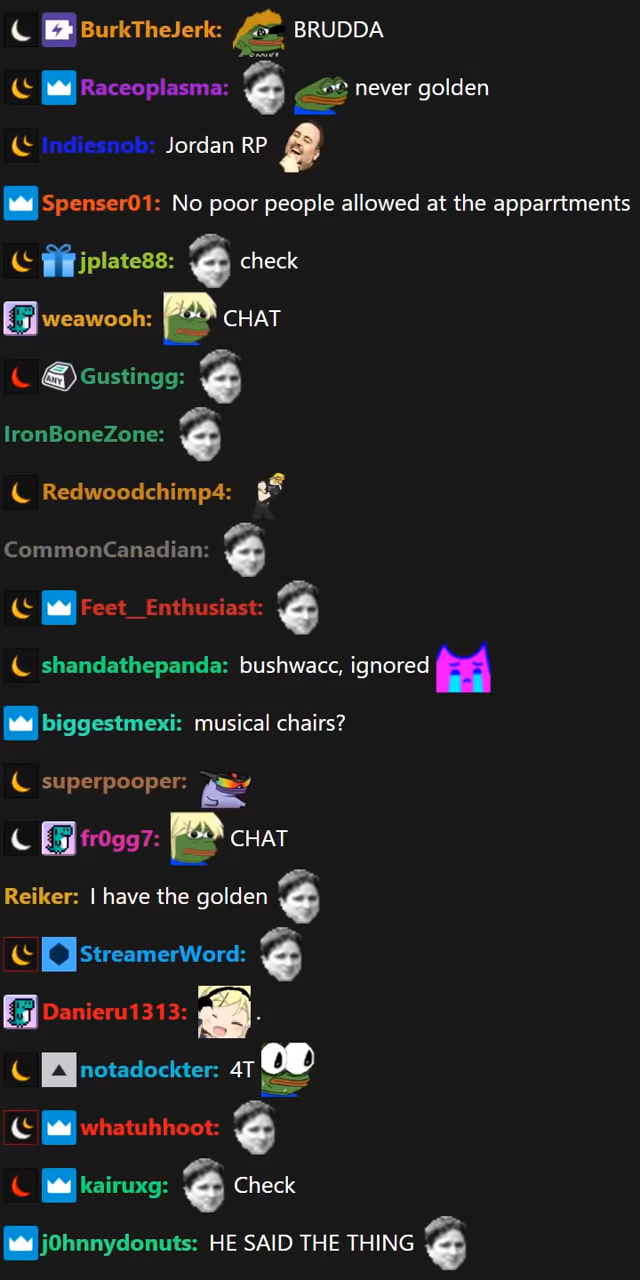 BurkTheJerk: BRUDDA
Raceoplasma: never golden
Indiesnob: Jordan RP
Spenser01: No poor people allowed at the apparrtments
jplate88: check
weawooh: CHAT
ANY Gustingg:
IronBoneZone:
Redwoodchimp4:
CommonCanadian:
Feet__Enthusiast:
shandathepanda: bushwacc, ignored
biggestmexi: musical chairs?
superpooper:
fr0gg7: CHAT
Reiker: I have the golden
StreamerWord:
Danieru1313: .
notadockter: 4T
whatuhhoot:
kairuxg: Check
j0hnnydonuts: HE SAID THE THING